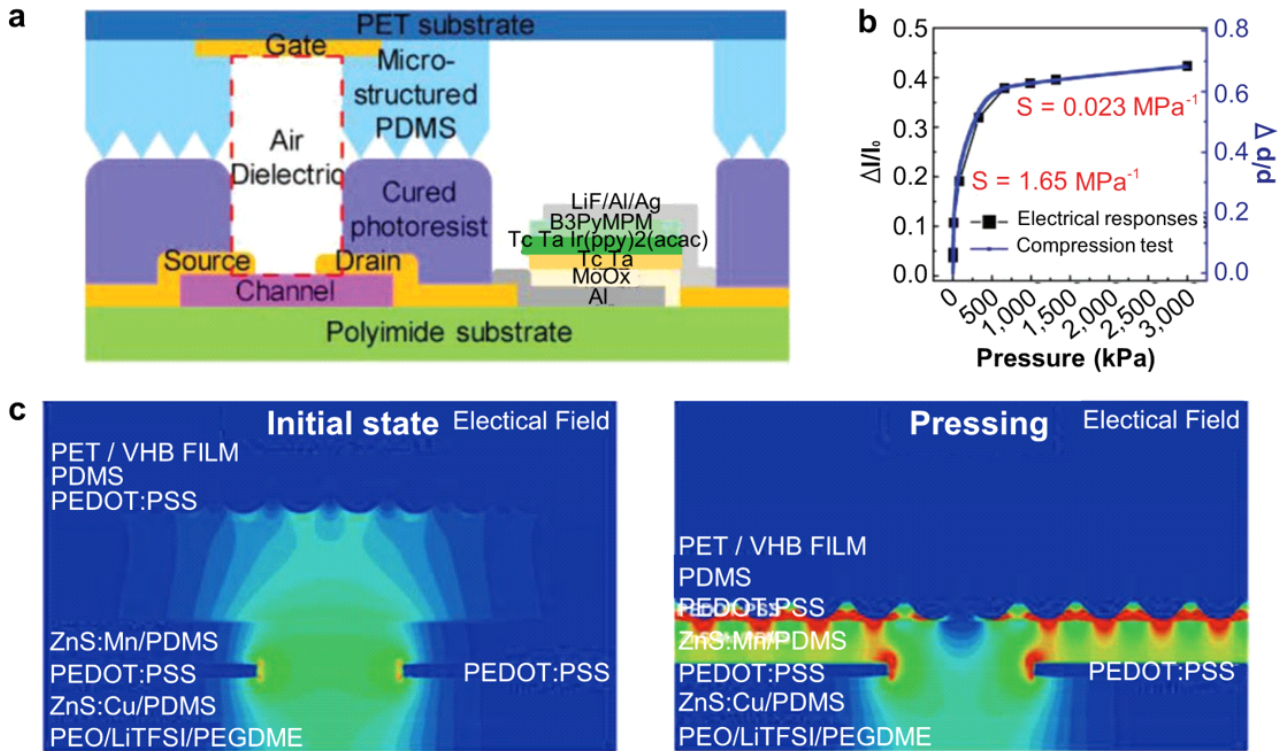 a
PET substrate
Gate
Micro-
structured
PDMS
Air
Dielectric
Cured
photoresist
LiF/Al/Ag
B3PyMPM
Tc Ta Ir(ppy)2(acac)
Tc Ta
MoOx
Al
Source
Drain
Channel
Polyimide substrate
b
ΔI/I₀
0.5
0.4
0.3
0.2
0.1
0.0
0.8
0.6
0.4
0.2
0.0
Δ d/d
S = 0.023 MPa⁻¹
S = 1.65 MPa⁻¹
Electrical responses
Compression test
0
500
1,000
1,500
2,000
2,500
3,000
Pressure (kPa)
c
Initial state
Electical Field
PET / VHB FILM
PDMS
PEDOT:PSS
ZnS:Mn/PDMS
PEDOT:PSS
PEDOT:PSS
ZnS:Cu/PDMS
PEO/LiTFSI/PEGDME
Pressing
Electical Field
PET / VHB FILM
PDMS
PEDOT:PSS
ZnS:Mn/PDMS
PEDOT:PSS
PEDOT:PSS
ZnS:Cu/PDMS
PEO/LiTFSI/PEGDME